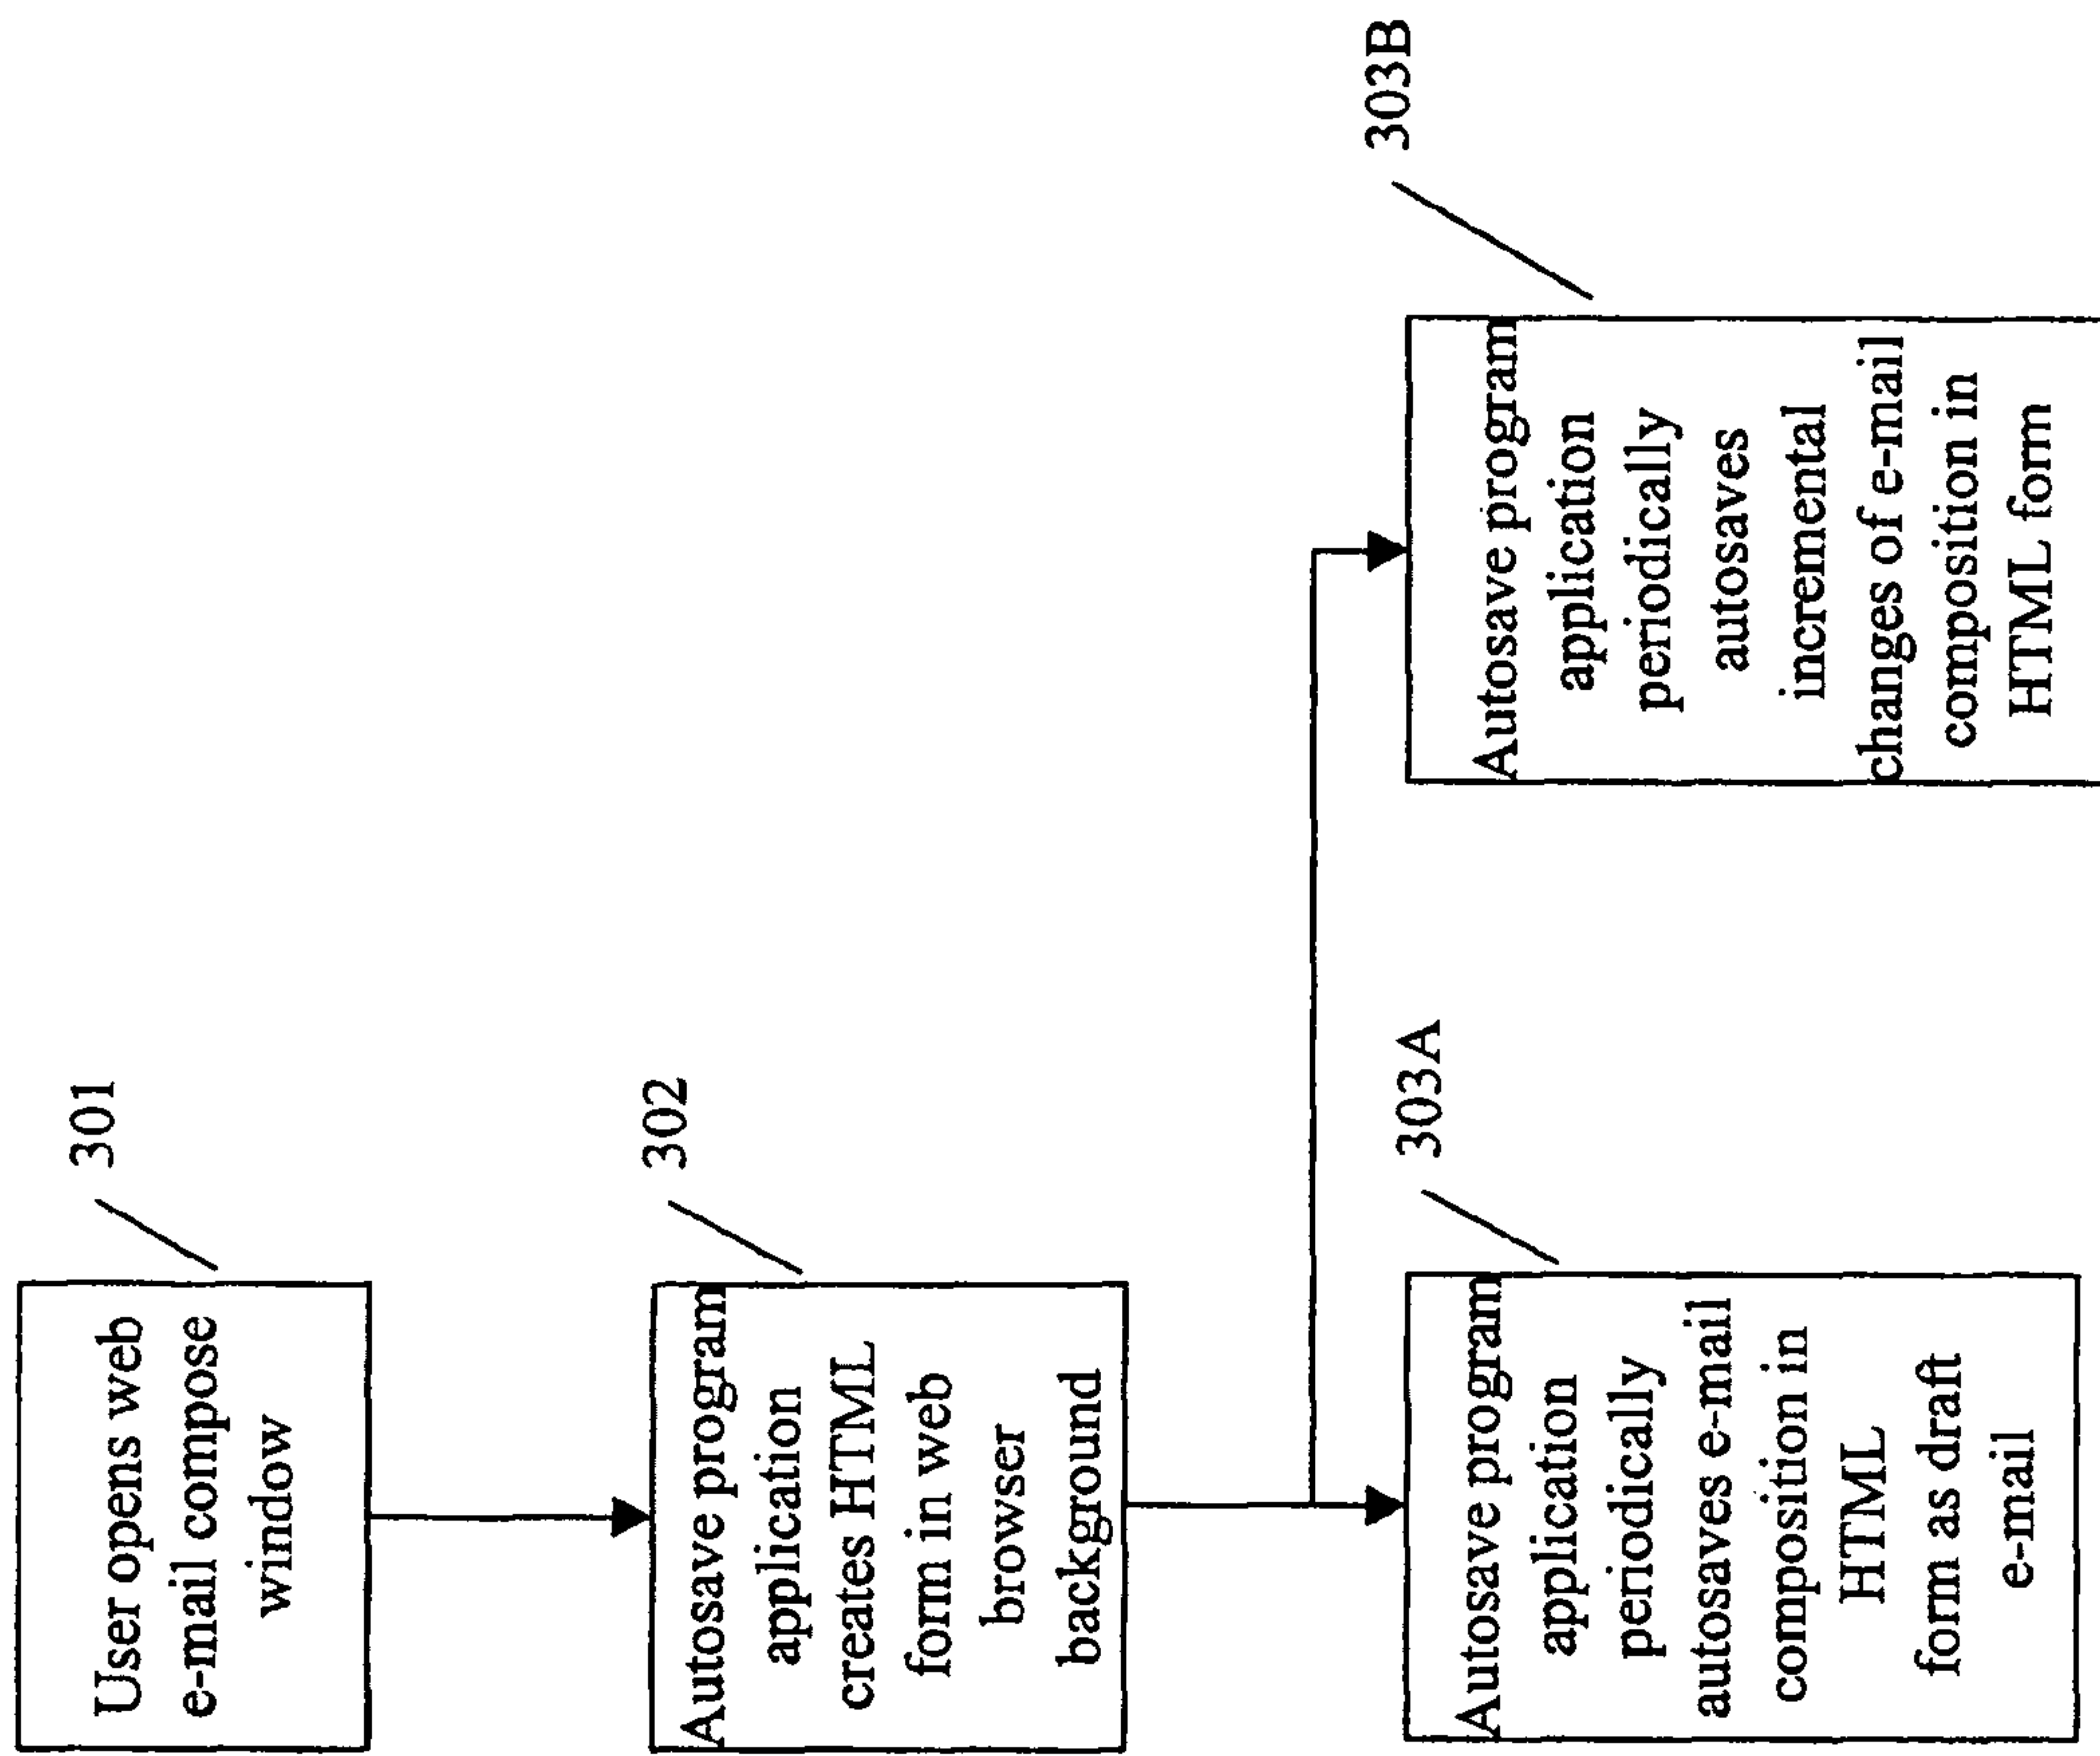 301
User opens web
e-mail compose
window
302
Autosave program
application
creates HTML
form in web
browser
background
303A
Autosave program
application
periodically
autosaves e-mail
composition in
HTML
form as draft
e-mail
303B
Autosave program
application
periodically
autosaves
incremental
changes of e-mail
composition in
HTML form